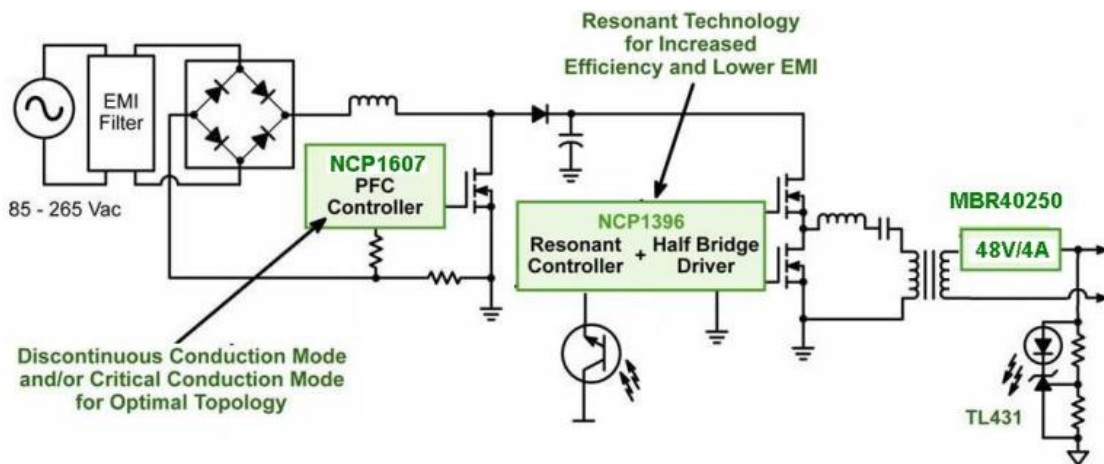 Resonant Technology
for Increased
Efficiency and Lower EMI
EMI
Filter
85 - 265 Vac
NCP1607
PFC
Controller
NCP1396
Resonant
Controller
+
Half Bridge
Driver
MBR40250
48V/4A
TL431
Discontinuous Conduction Mode
and/or Critical Conduction Mode
for Optimal Topology